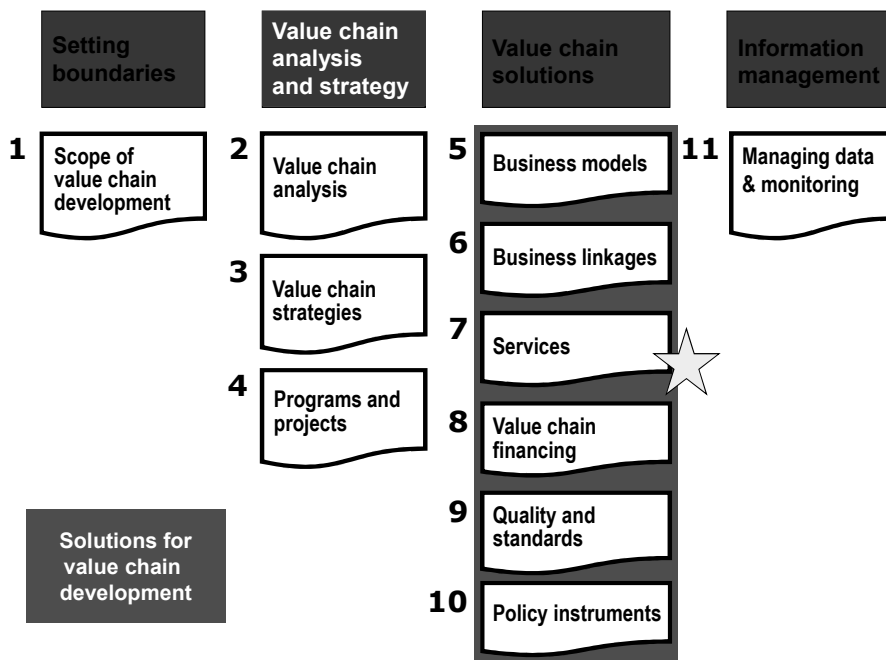 Setting
boundaries
Value chain
analysis
and strategy
Value chain
solutions
Information
management
1
Scope of
value chain
development
2
Value chain
analysis
3
Value chain
strategies
4
Programs and
projects
5
Business models
6
Business linkages
7
Services
8
Value chain
financing
9
Quality and
standards
10
Policy instruments
11
Managing data
& monitoring
Solutions for
value chain
development